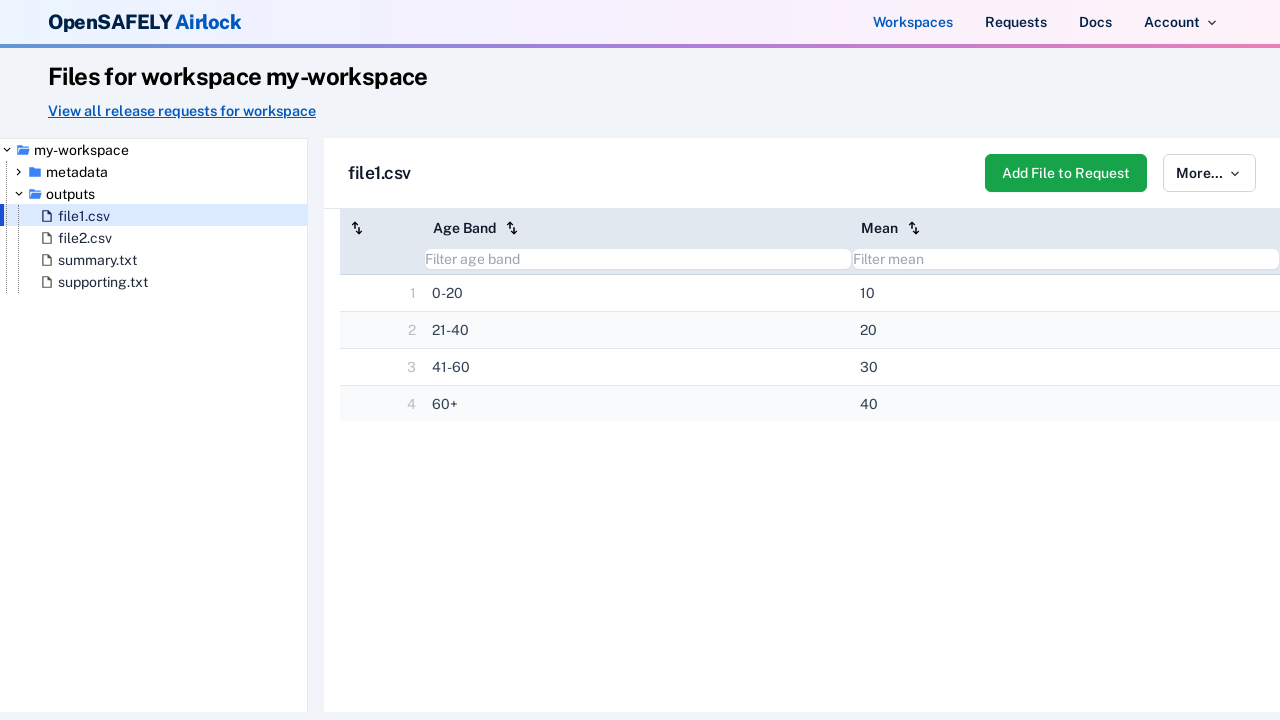 OpenSAFELY Airlock Workspaces Requests Docs Account
Files for workspace my-workspace
View all release requests for workspace
my-workspace
metadata
outputs
file1.csv
file2.csv
summary.txt
supporting.txt
file1.csv Add File to Request More...
Age Band Mean
Filter age band Filter mean
1 0-20 10
2 21-40 20
3 41-60 30
4 60+ 40